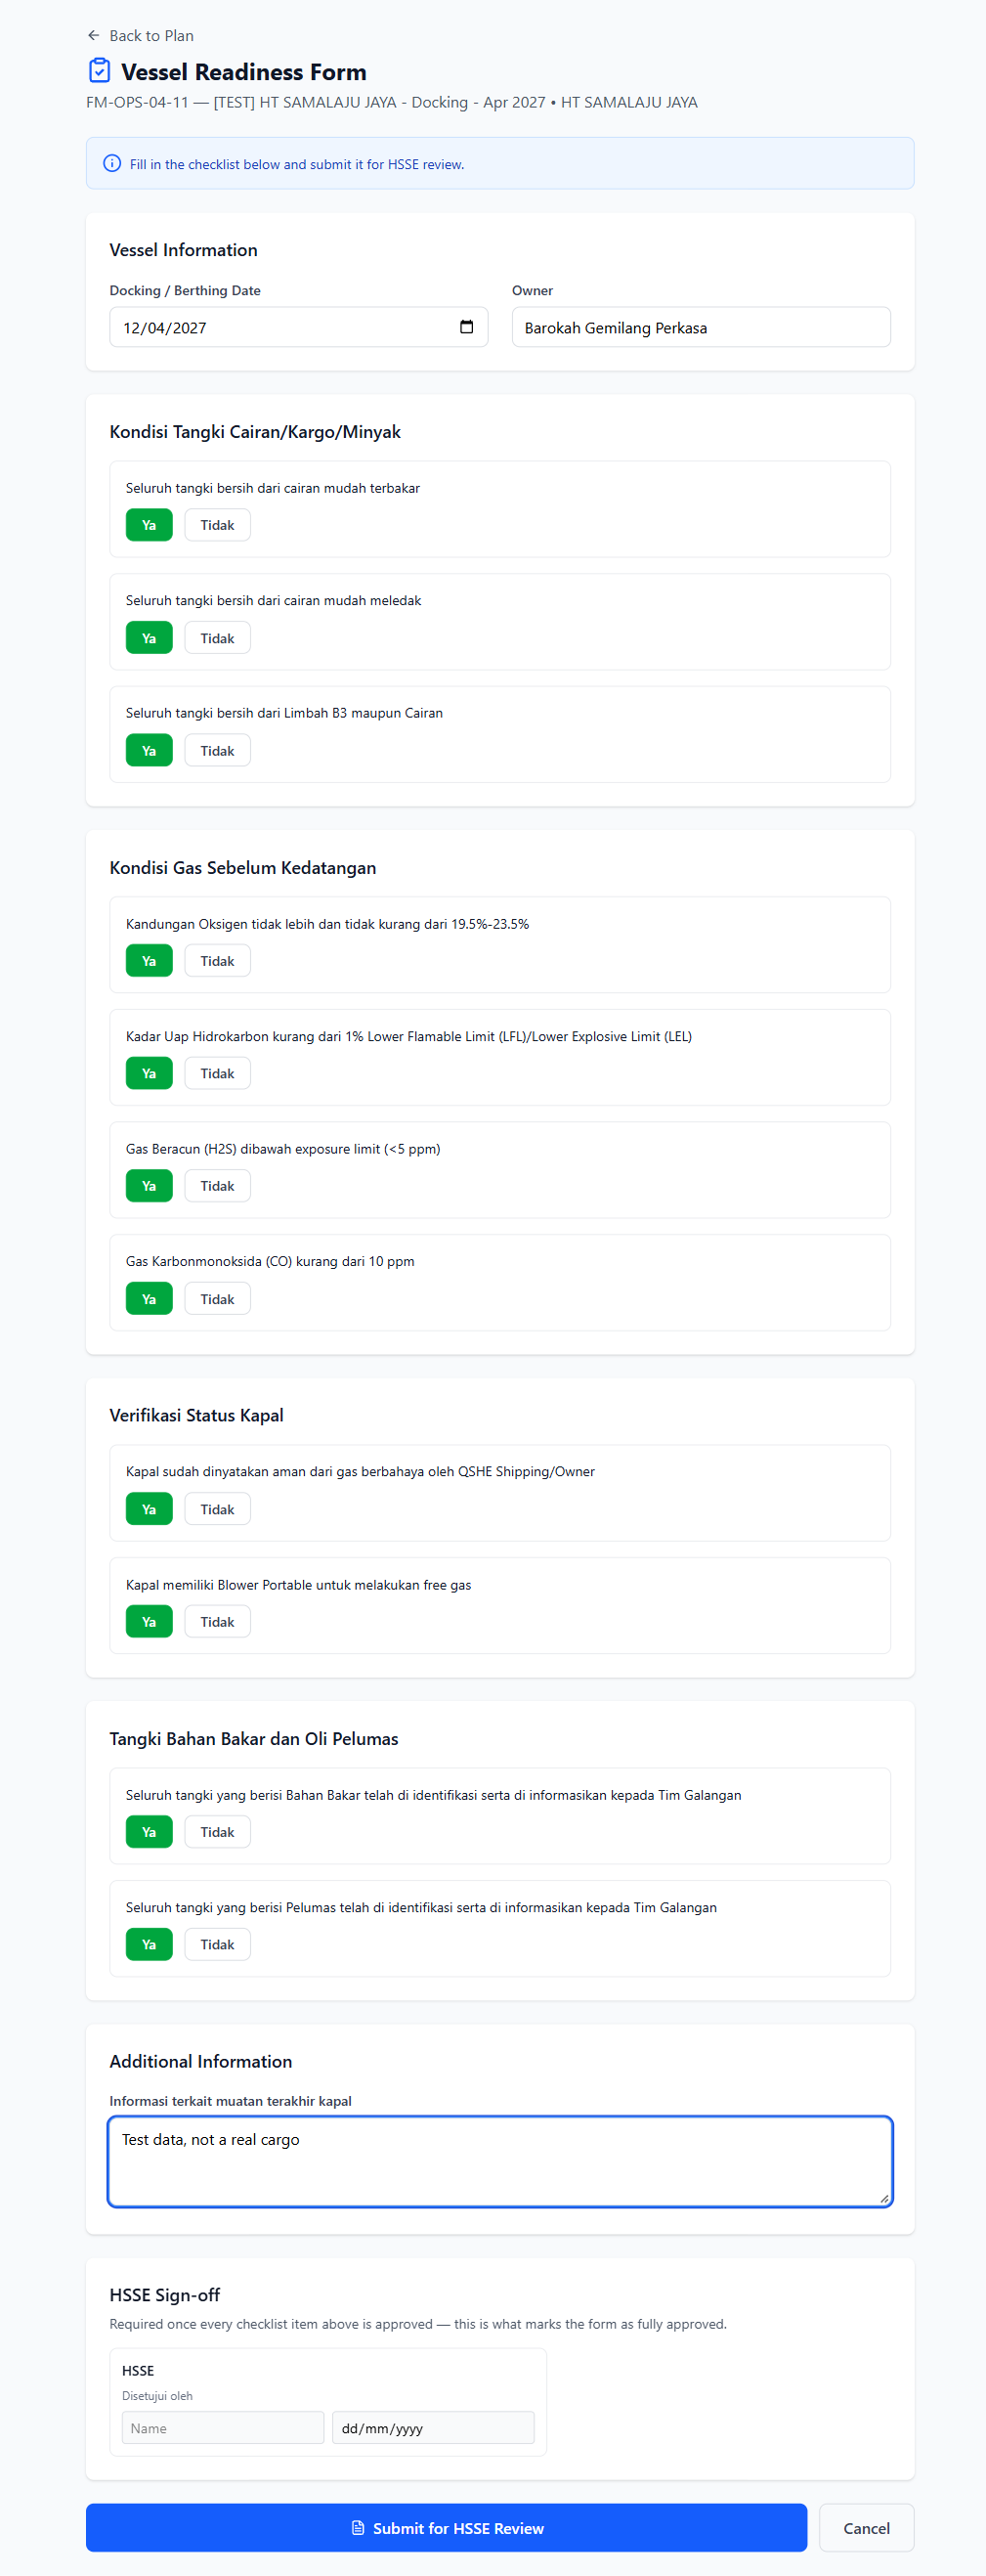 Back to Plan
Vessel Readiness Form
FM-OPS-04-11 — [TEST] HT SAMALAJU JAYA - Docking - Apr 2027 • HT SAMALAJU JAYA
Fill in the checklist below and submit it for HSSE review.
Vessel Information
Docking / Berthing Date
Owner
12/04/2027
Barokah Gemilang Perkasa
Kondisi Tangki Cairan/Kargo/Minyak
Seluruh tangki bersih dari cairan mudah terbakar
Ya Tidak
Seluruh tangki bersih dari cairan mudah meledak
Ya Tidak
Seluruh tangki bersih dari Limbah B3 maupun Cairan
Ya Tidak
Kondisi Gas Sebelum Kedatangan
Kandungan Oksigen tidak lebih dan tidak kurang dari 19.5%-23.5%
Ya Tidak
Kadar Uap Hidrokarbon kurang dari 1% Lower Flamable Limit (LFL)/Lower Explosive Limit (LEL)
Ya Tidak
Gas Beracun (H2S) dibawah exposure limit (<5 ppm)
Ya Tidak
Gas Karbonmonoksida (CO) kurang dari 10 ppm
Ya Tidak
Verifikasi Status Kapal
Kapal sudah dinyatakan aman dari gas berbahaya oleh QSHE Shipping/Owner
Ya Tidak
Kapal memiliki Blower Portable untuk melakukan free gas
Ya Tidak
Tangki Bahan Bakar dan Oli Pelumas
Seluruh tangki yang berisi Bahan Bakar telah di identifikasi serta di informasikan kepada Tim Galangan
Ya Tidak
Seluruh tangki yang berisi Pelumas telah di identifikasi serta di informasikan kepada Tim Galangan
Ya Tidak
Additional Information
Informasi terkait muatan terakhir kapal
Test data, not a real cargo
HSSE Sign-off
Required once every checklist item above is approved — this is what marks the form as fully approved.
HSSE
Disetujui oleh
Name
dd/mm/yyyy
Submit for HSSE Review
Cancel